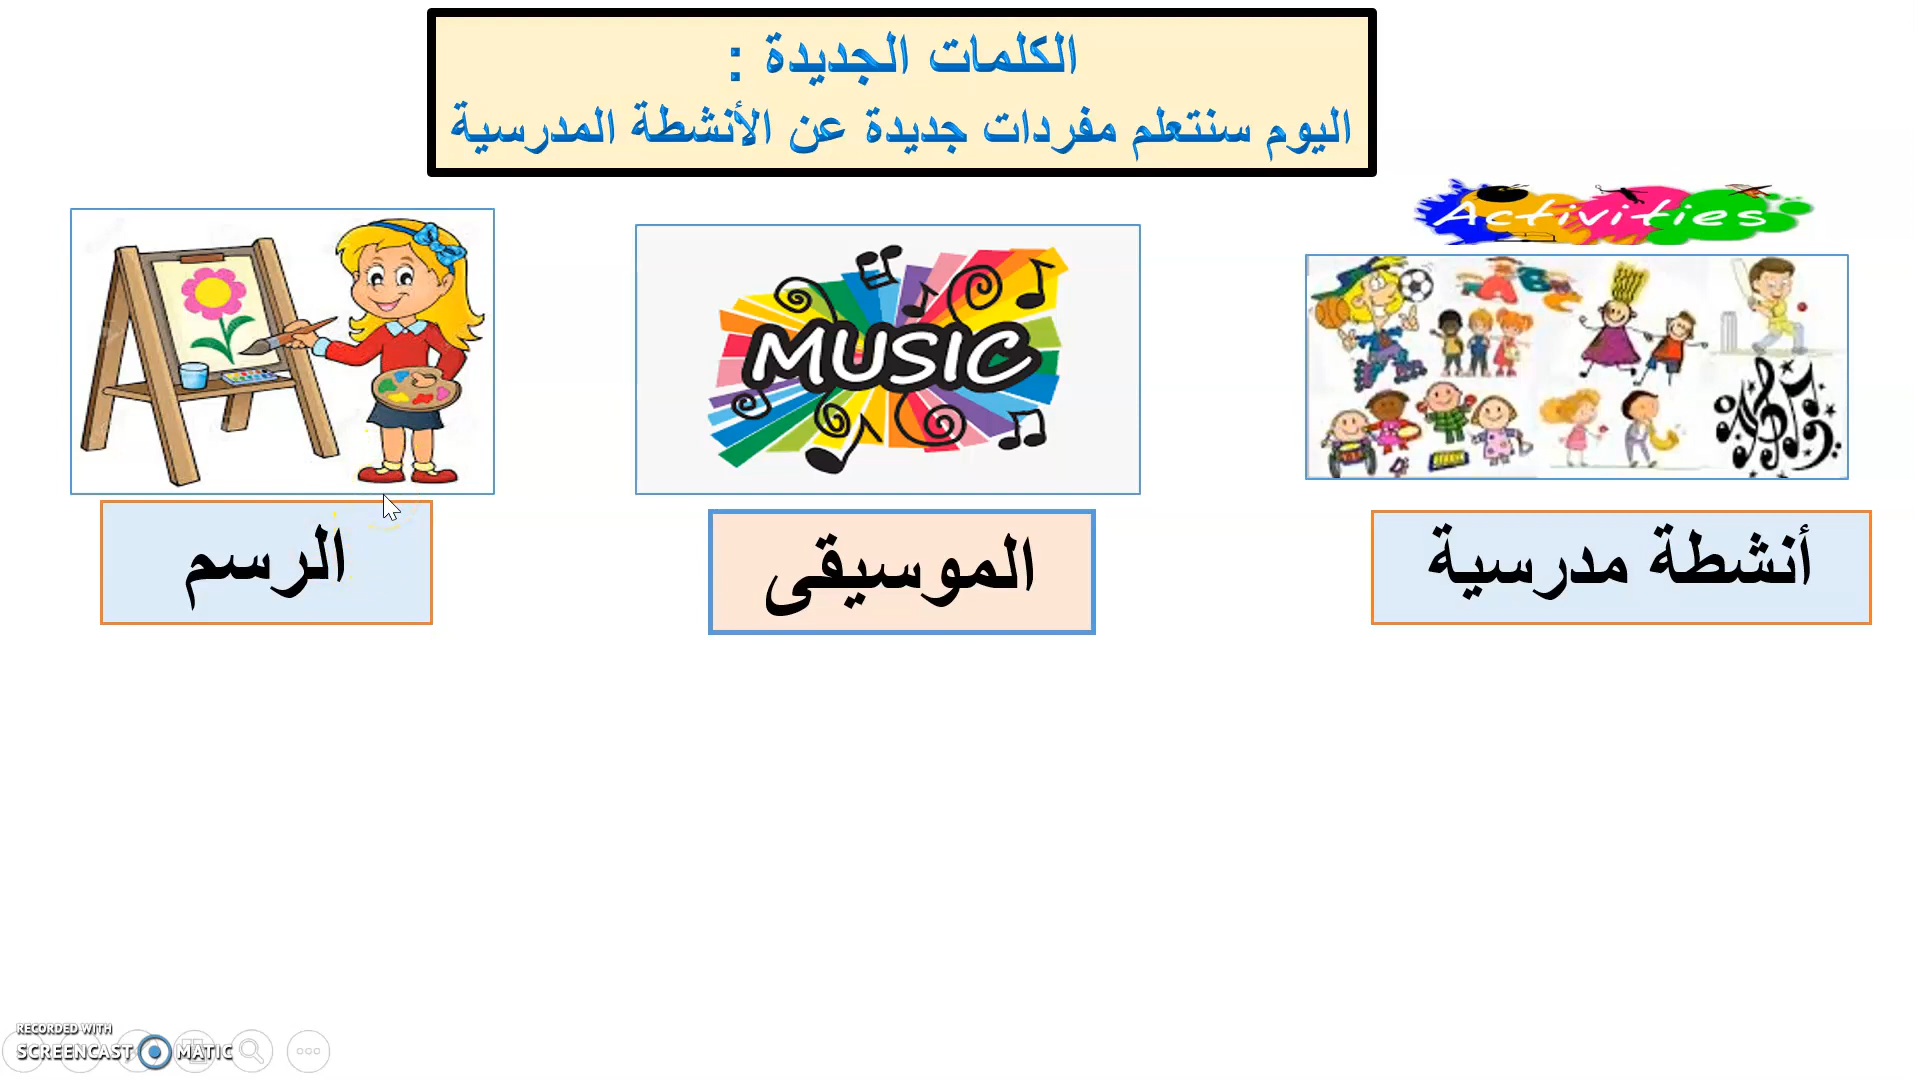 الكلمات الجديدة :
اليوم سنتعلم مفردات جديدة عن الأنشطة المدرسية
Activities
MUSIC
أنشطة مدرسية
الموسيقى
الرسم
RECORDED WITH
SCREENCAST MATIC